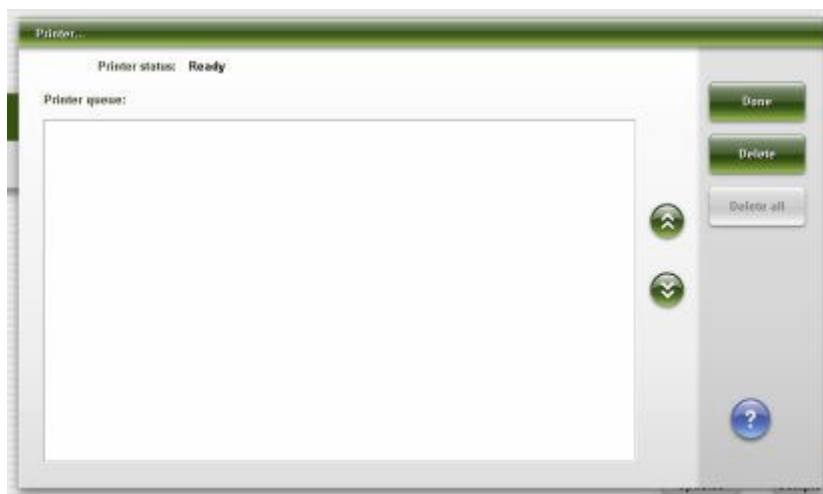 Printer...
Printer status: Ready
Printer queue:
Done
Delete
Delete all
?